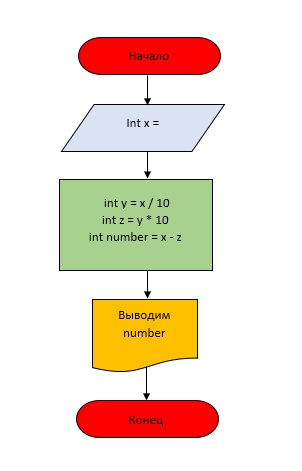 Начало
Int x =
int y = x / 10
int z = y * 10
int number = x - z
Выводим
number
Конец